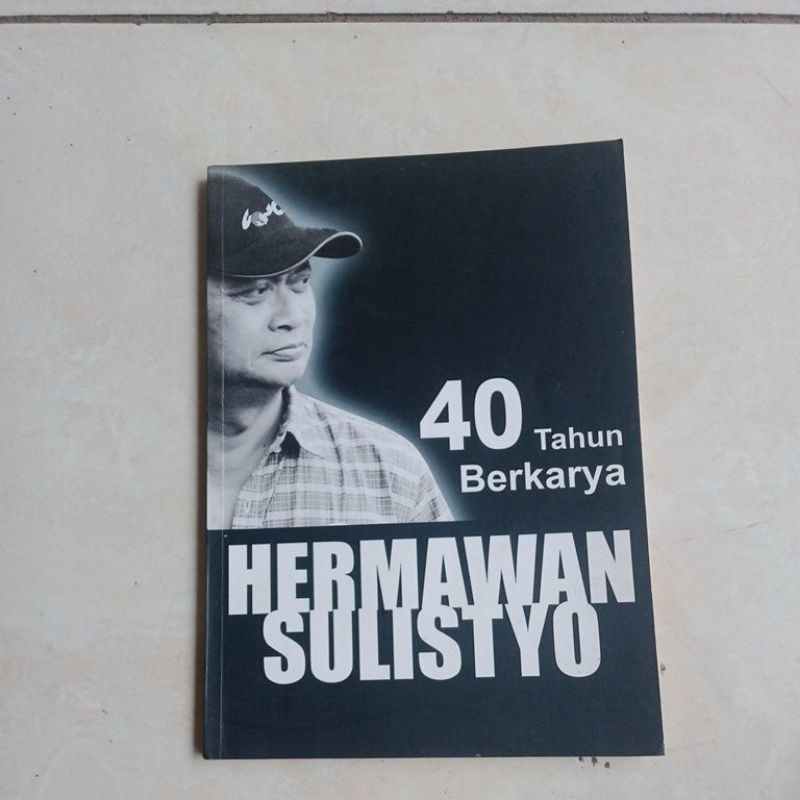 40 Tahun
Berkarya
HERMAWAN
SULISTYO